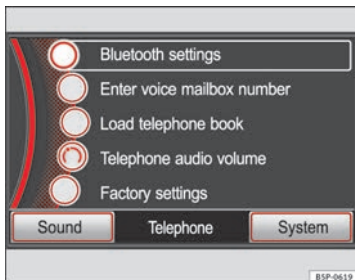 Bluetooth settings
Enter voice mailbox number
Load telephone book
Telephone audio volume
Factory settings
Sound
Telephone
System
B5P-0619